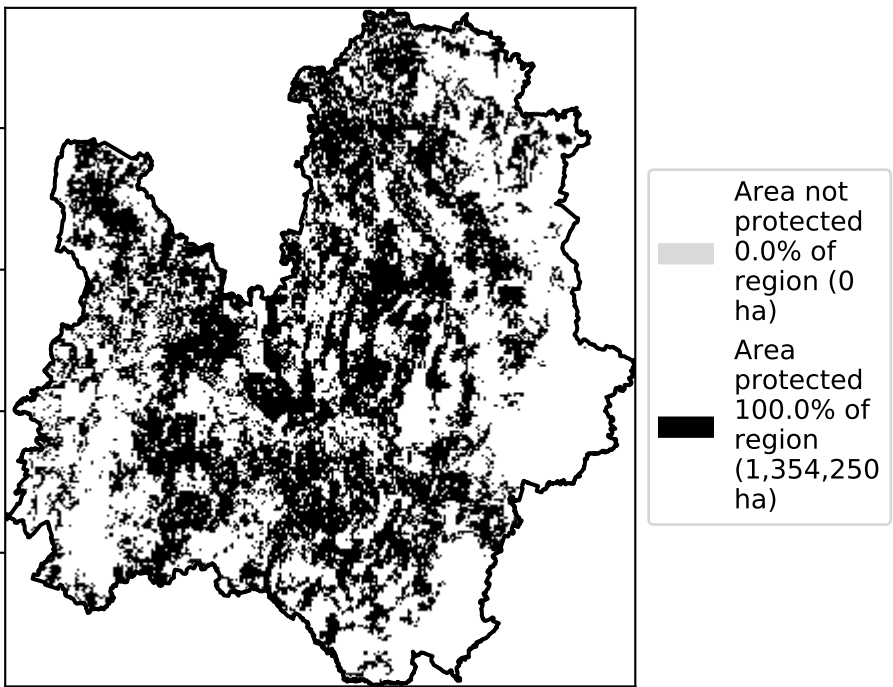 Area not
protected
0.0% of
region (0
ha)
Area
protected
100.0% of
region
(1,354,250
ha)